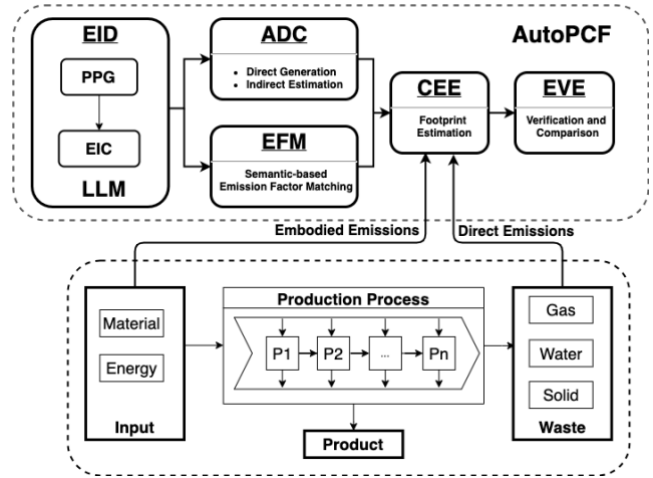 EID
PPG
EIC
LLM
ADC
• Direct Generation
• Indirect Estimation
EFM
Semantic-based
Emission Factor Matching
AutoPCF
CEE
Footprint
Estimation
EVE
Verification and
Comparison
Embodied Emissions
Direct Emissions
Material
Energy
Input
Production Process
P1
P2
...
Pn
Product
Gas
Water
Solid
Waste